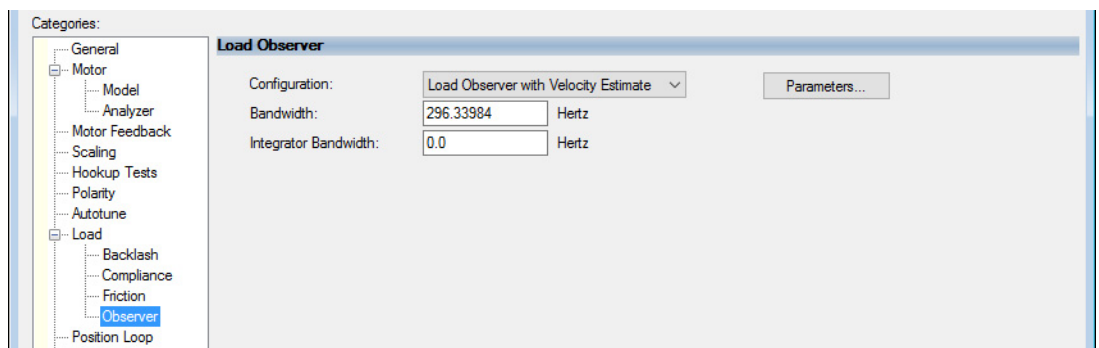 Categories:
General
Motor
Model
Analyzer
Motor Feedback
Scaling
Hookup Tests
Polarity
Autotune
Load
Backlash
Compliance
Friction
Observer
Position Loop
Load Observer
Configuration: Load Observer with Velocity Estimate Parameters...
Bandwidth: 296.33984 Hertz
Integrator Bandwidth: 0.0 Hertz